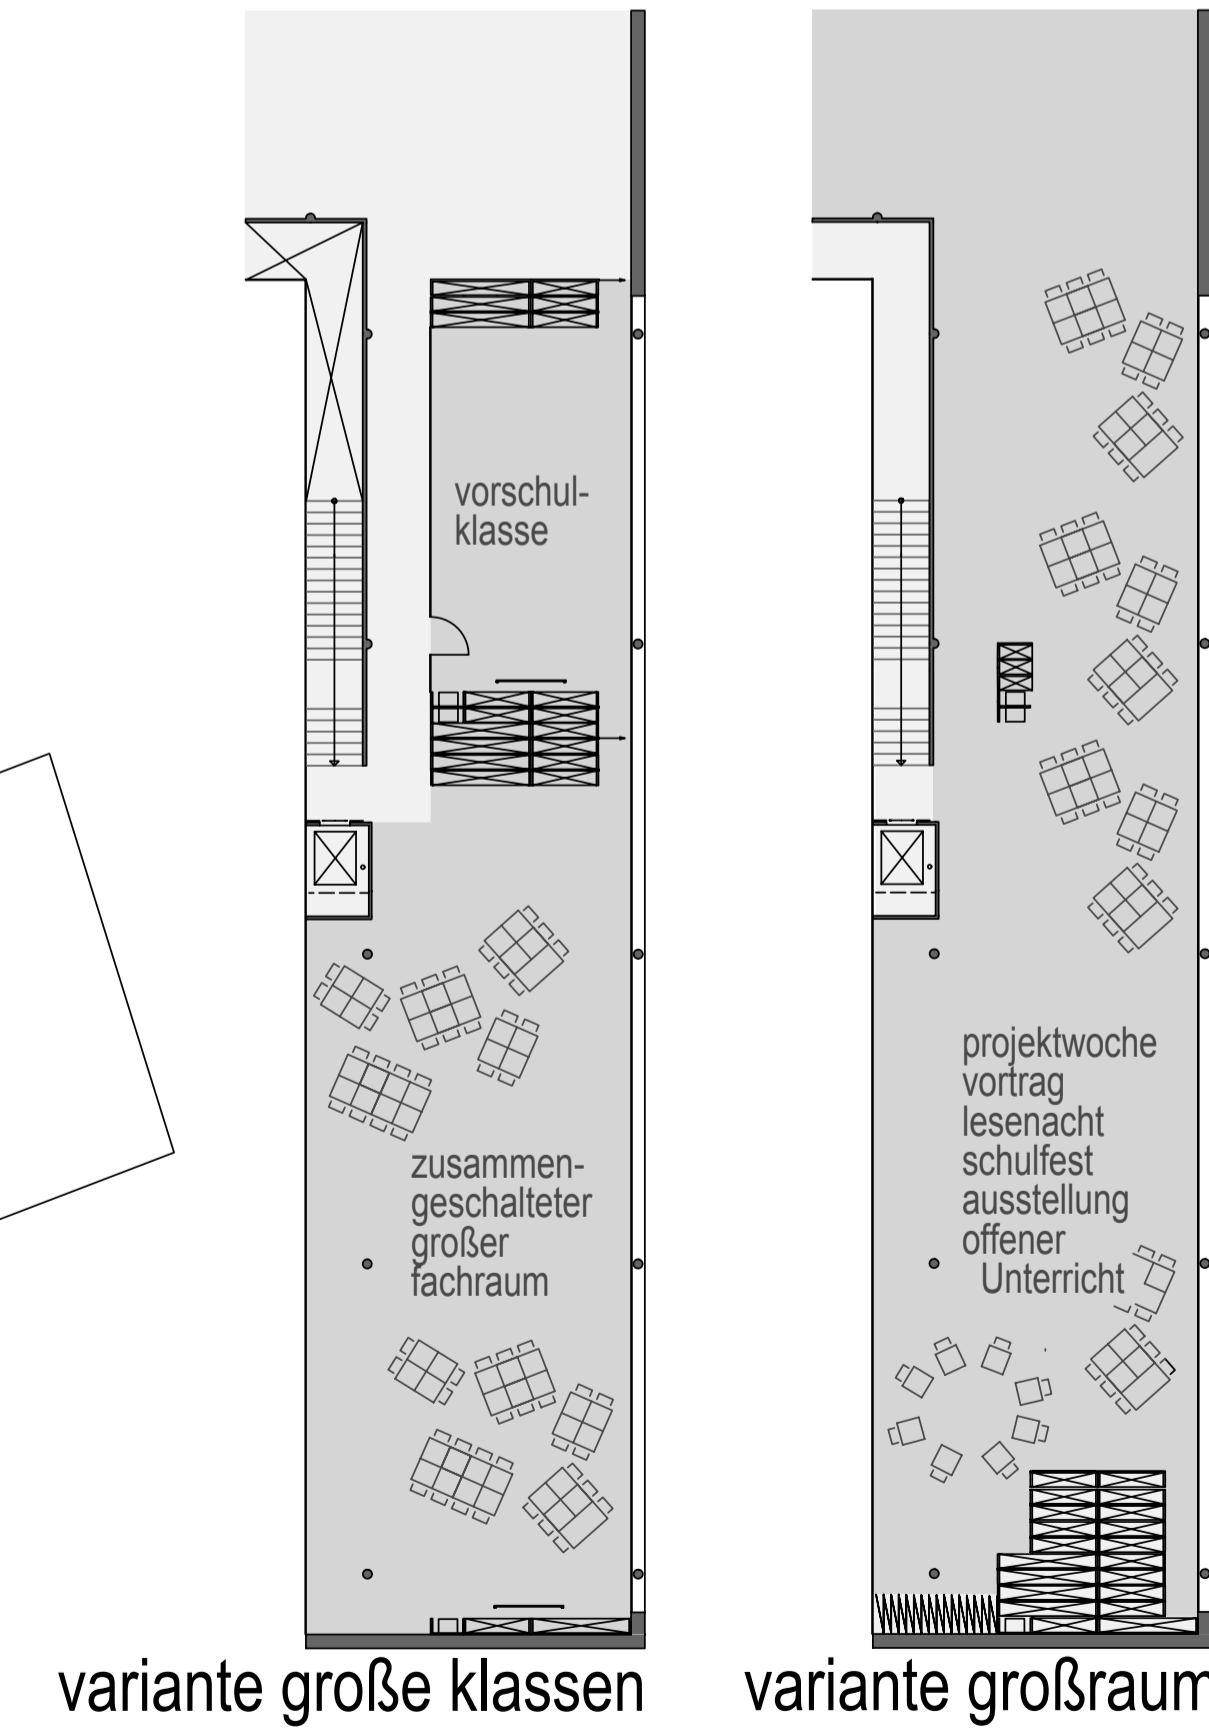 vorschul-
klasse
zusammen-
geschalteter
großer
fachraum
variante große klassen
projektwoche
vortrag
lesenacht
schulfest
ausstellung
offener
Unterricht
variante großraum